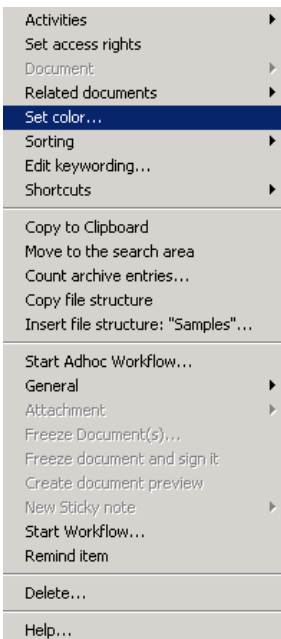 Activities
Set access rights
Document
Related documents
Set color...
Sorting
Edit keywording...
Shortcuts
Copy to Clipboard
Move to the search area
Count archive entries...
Copy file structure
Insert file structure: "Samples"...
Start Adhoc Workflow...
General
Attachment
Freeze Document(s)...
Freeze document and sign it
Create document preview
New Sticky note
Start Workflow...
Remind item
Delete...
Help...